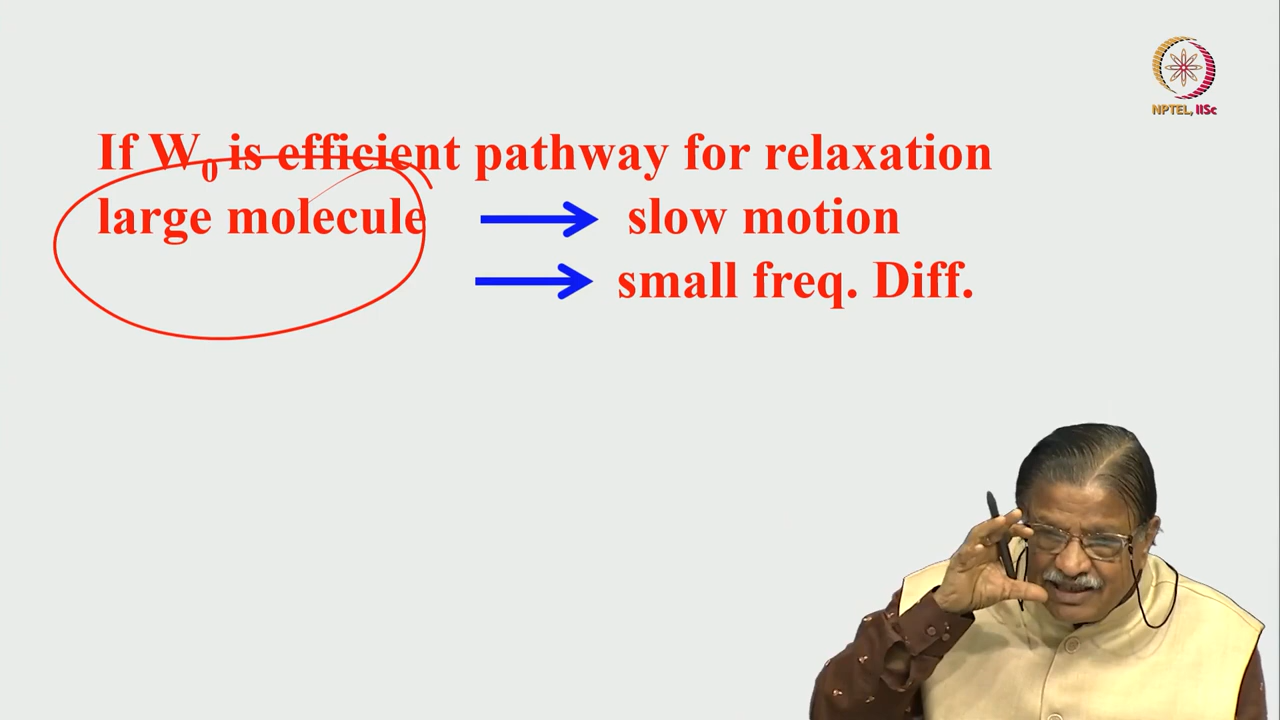 NPTEL, IISc
If W₀ is efficient pathway for relaxation
large molecule slow motion
small freq. Diff.